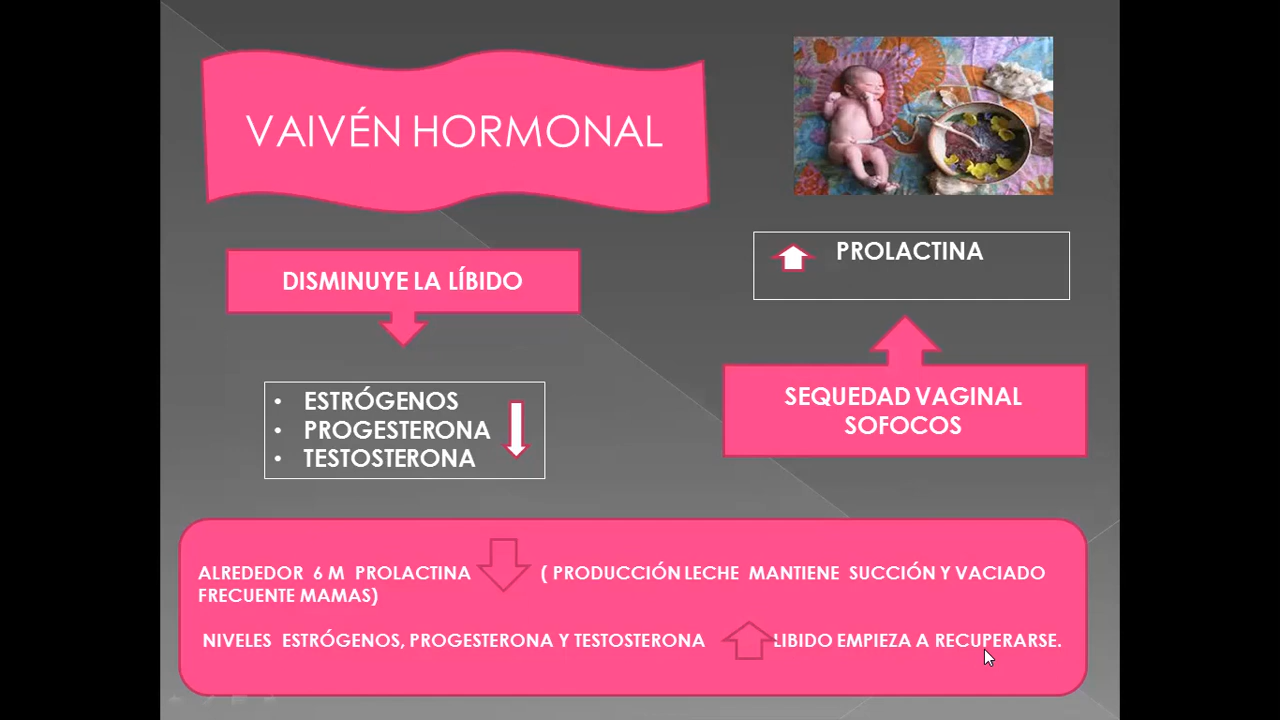 VAIVÉN HORMONAL
DISMINUYE LA LÍBIDO
• ESTRÓGENOS
• PROGESTERONA
• TESTOSTERONA
PROLACTINA
SEQUEDAD VAGINAL
SOFOCOS
ALREDEDOR 6 M PROLACTINA ( PRODUCCIÓN LECHE MANTIENE SUCCIÓN Y VACIADO
FRECUENTE MAMAS)
NIVELES ESTRÓGENOS, PROGESTERONA Y TESTOSTERONA LIBIDO EMPIEZA A RECUPERARSE.